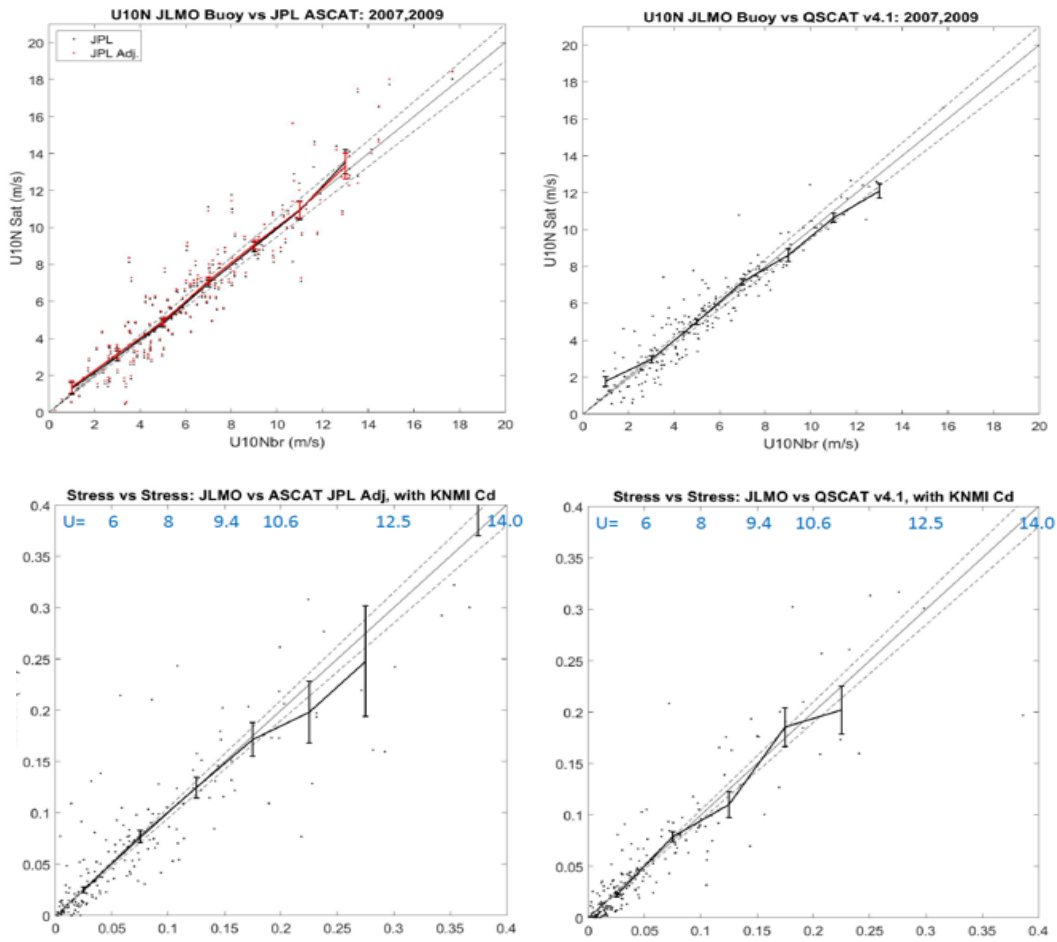 U10N JLMO Buoy vs JPL ASCAT: 2007,2009
JPL
JPL Adj.
20
18
16
14
12
10
8
6
4
2
0
U10N Sat (m/s)
0 2 4 6 8 10 12 14 16 18 20
U10Nbr (m/s)
U10N JLMO Buoy vs QSCAT v4.1: 2007,2009
20
18
16
14
12
10
8
6
4
2
0
U10N Sat (m/s)
0 2 4 6 8 10 12 14 16 18 20
U10Nbr (m/s)
Stress vs Stress: JLMO vs ASCAT JPL Adj, with KNMI Cd
U= 6 8 9.4 10.6 12.5 14.0
0.4
0.35
0.3
0.25
0.2
0.15
0.1
0.05
0
0 0.05 0.1 0.15 0.2 0.25 0.3 0.35 0.4
Stress vs Stress: JLMO vs QSCAT v4.1, with KNMI Cd
U= 6 8 9.4 10.6 12.5 14.0
0.4
0.35
0.3
0.25
0.2
0.15
0.1
0.05
0
0 0.05 0.1 0.15 0.2 0.25 0.3 0.35 0.4